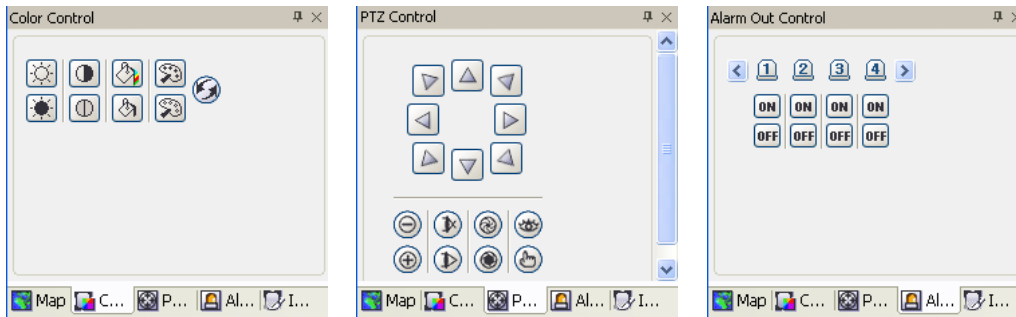 Color Control
Map C... P... Al... I...
PTZ Control
Map C... P... Al... I...
Alarm Out Control
1 2 3 4
ON ON ON ON
OFF OFF OFF OFF
Map C... P... Al... I...